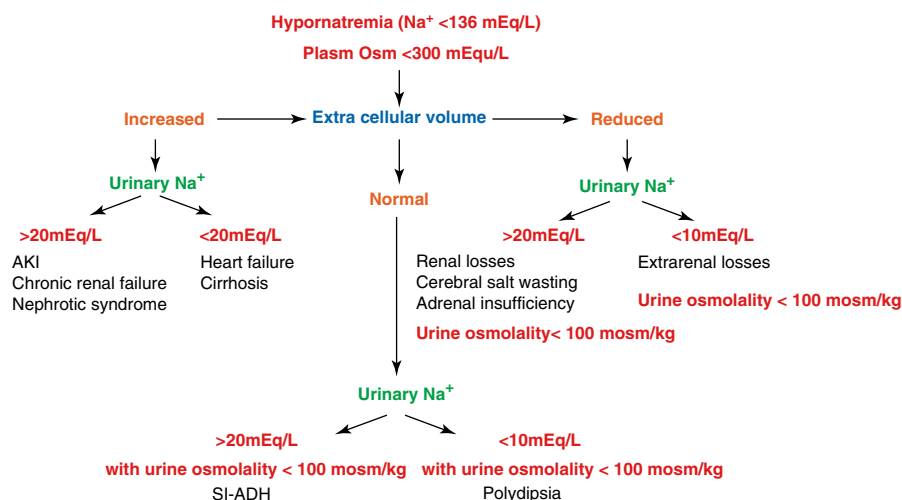 Hypornatremia (Na⁺ <136 mEq/L)
Plasm Osm <300 mEqu/L
Increased
Extra cellular volume
Reduced
Urinary Na⁺
Normal
Urinary Na⁺
>20mEq/L
<20mEq/L
>20mEq/L
<10mEq/L
AKI
Chronic renal failure
Nephrotic syndrome
Heart failure
Cirrhosis
Renal losses
Cerebral salt wasting
Adrenal insufficiency
Urine osmolality< 100 mosm/kg
Extrarenal losses
Urine osmolality < 100 mosm/kg
Urinary Na⁺
>20mEq/L
with urine osmolality < 100 mosm/kg
SI-ADH
<10mEq/L
with urine osmolality < 100 mosm/kg
Polydipsia